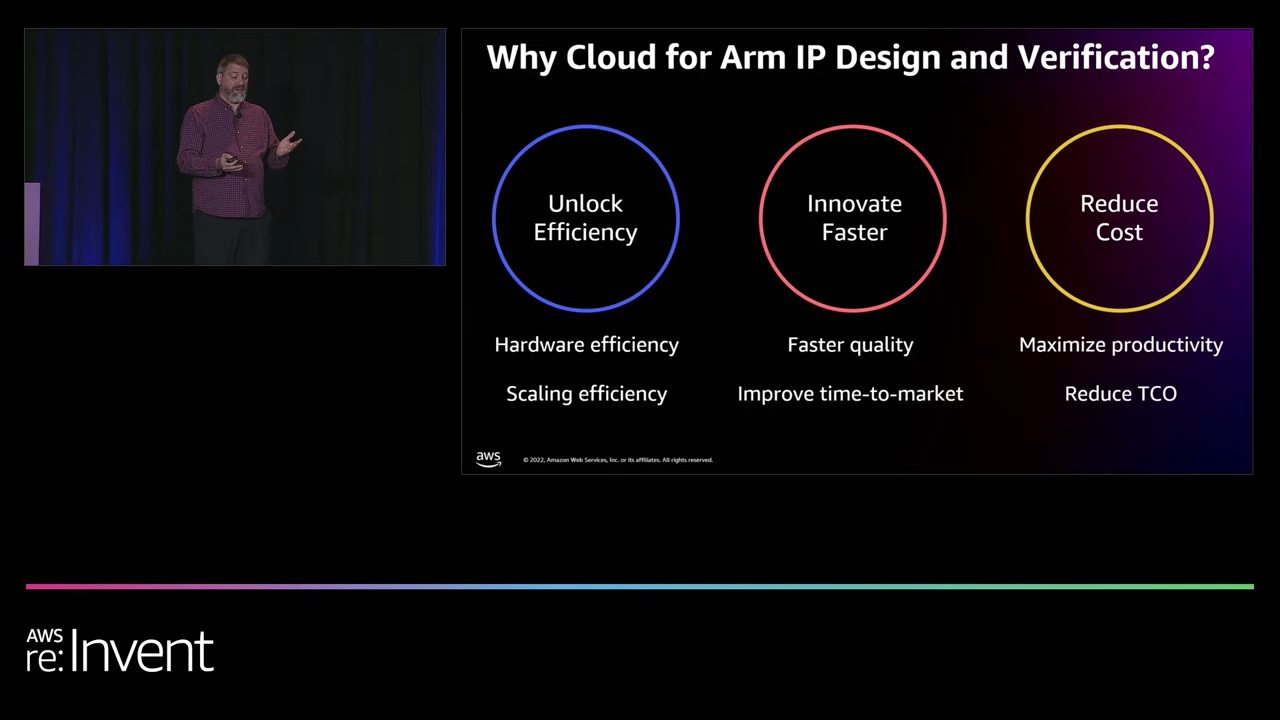 Why Cloud for Arm IP Design and Verification?
Unlock
Efficiency
Hardware efficiency
Scaling efficiency
Innovate
Faster
Faster quality
Improve time-to-market
Reduce
Cost
Maximize productivity
Reduce TCO
aws
© 2022, Amazon Web Services, Inc. or its affiliates. All rights reserved.
AWS
re:Invent